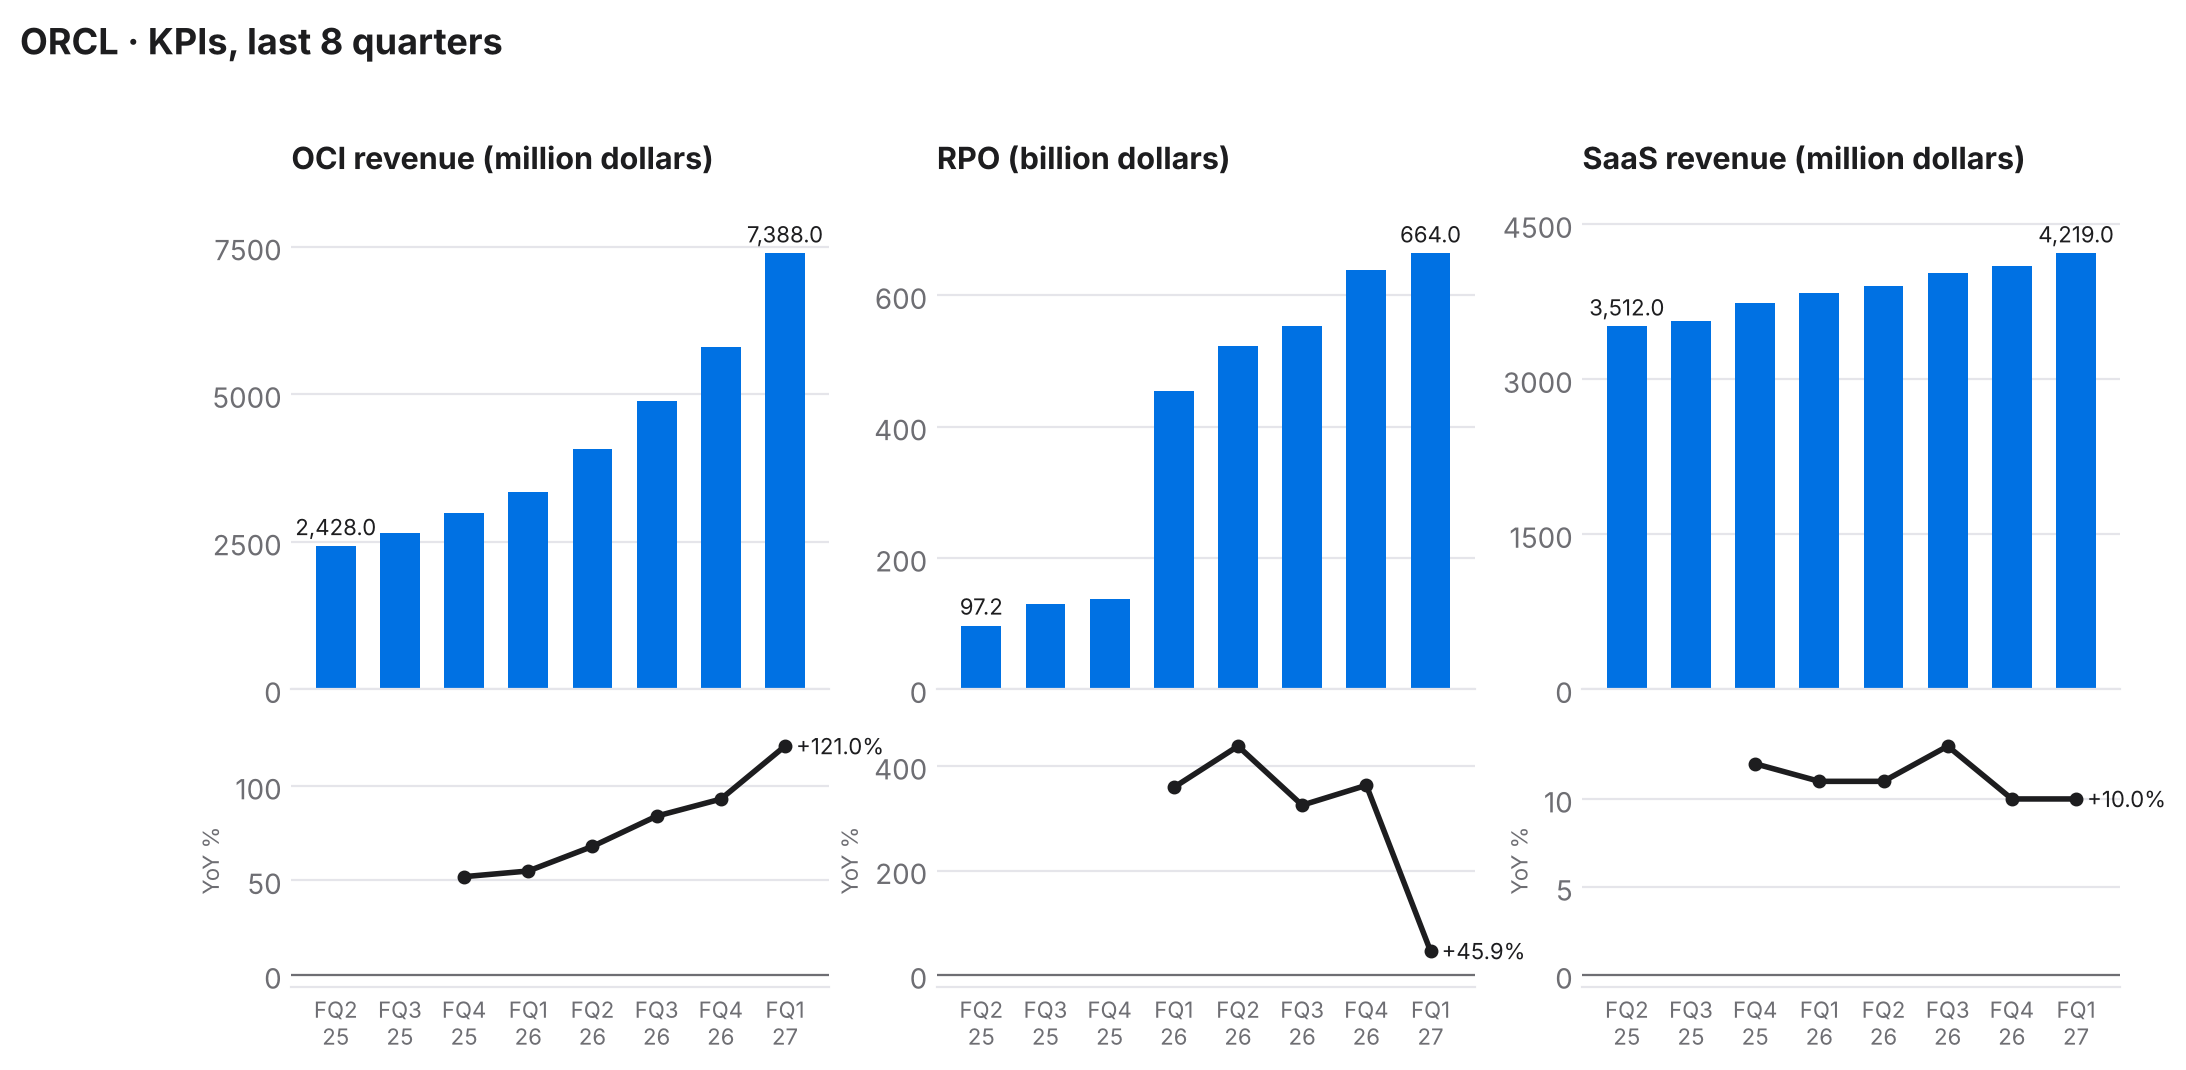 ORCL · KPIs, last 8 quarters
OCI revenue (million dollars)
7500
5000
2500
0
2,428.0
7,388.0
YoY %
100
50
0
+121.0%
FQ2 25
FQ3 25
FQ4 25
FQ1 26
FQ2 26
FQ3 26
FQ4 26
FQ1 27
RPO (billion dollars)
600
400
200
0
97.2
664.0
YoY %
400
200
0
+45.9%
FQ2 25
FQ3 25
FQ4 25
FQ1 26
FQ2 26
FQ3 26
FQ4 26
FQ1 27
SaaS revenue (million dollars)
4500
3000
1500
0
3,512.0
4,219.0
YoY %
10
5
0
+10.0%
FQ2 25
FQ3 25
FQ4 25
FQ1 26
FQ2 26
FQ3 26
FQ4 26
FQ1 27